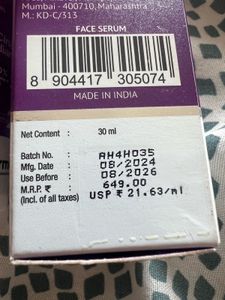 Mumbai - 400710, Maharashtra
M.: KD-C/313
FACE SERUM
8 904417 305074
MADE IN INDIA
Net Content : 30 ml
Batch No. : AH4H035
Mfg. Date : 08/2024
Use Before : 08/2026
M.R.P. ₹ : 649.00
(Incl. of all taxes) USP ₹ 21.63/ml